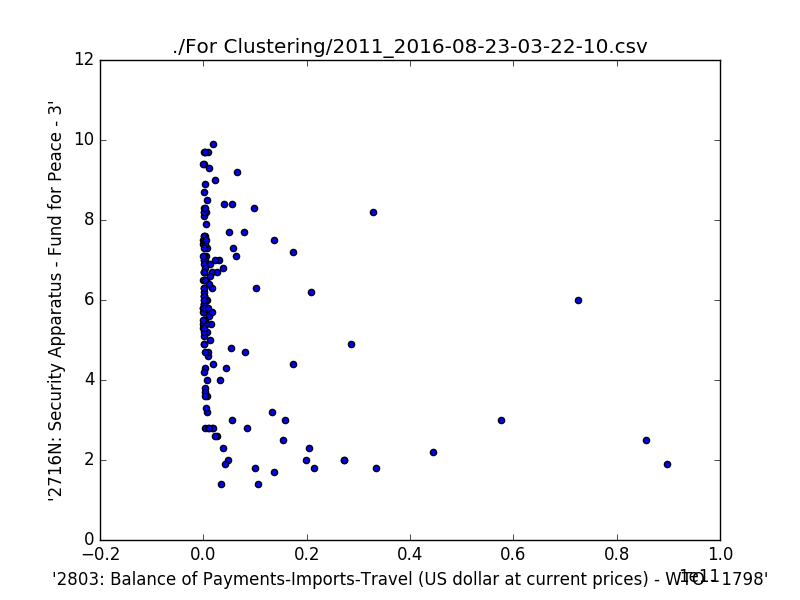 ./For Clustering/2011_2016-08-23-03-22-10.csv
'2716N: Security Apparatus - Fund for Peace - 3'
12
10
8
6
4
2
0
−0.2 0.0 0.2 0.4 0.6 0.8 1.0
1e11
'2803: Balance of Payments-Imports-Travel (US dollar at current prices) - WTO - 1798'